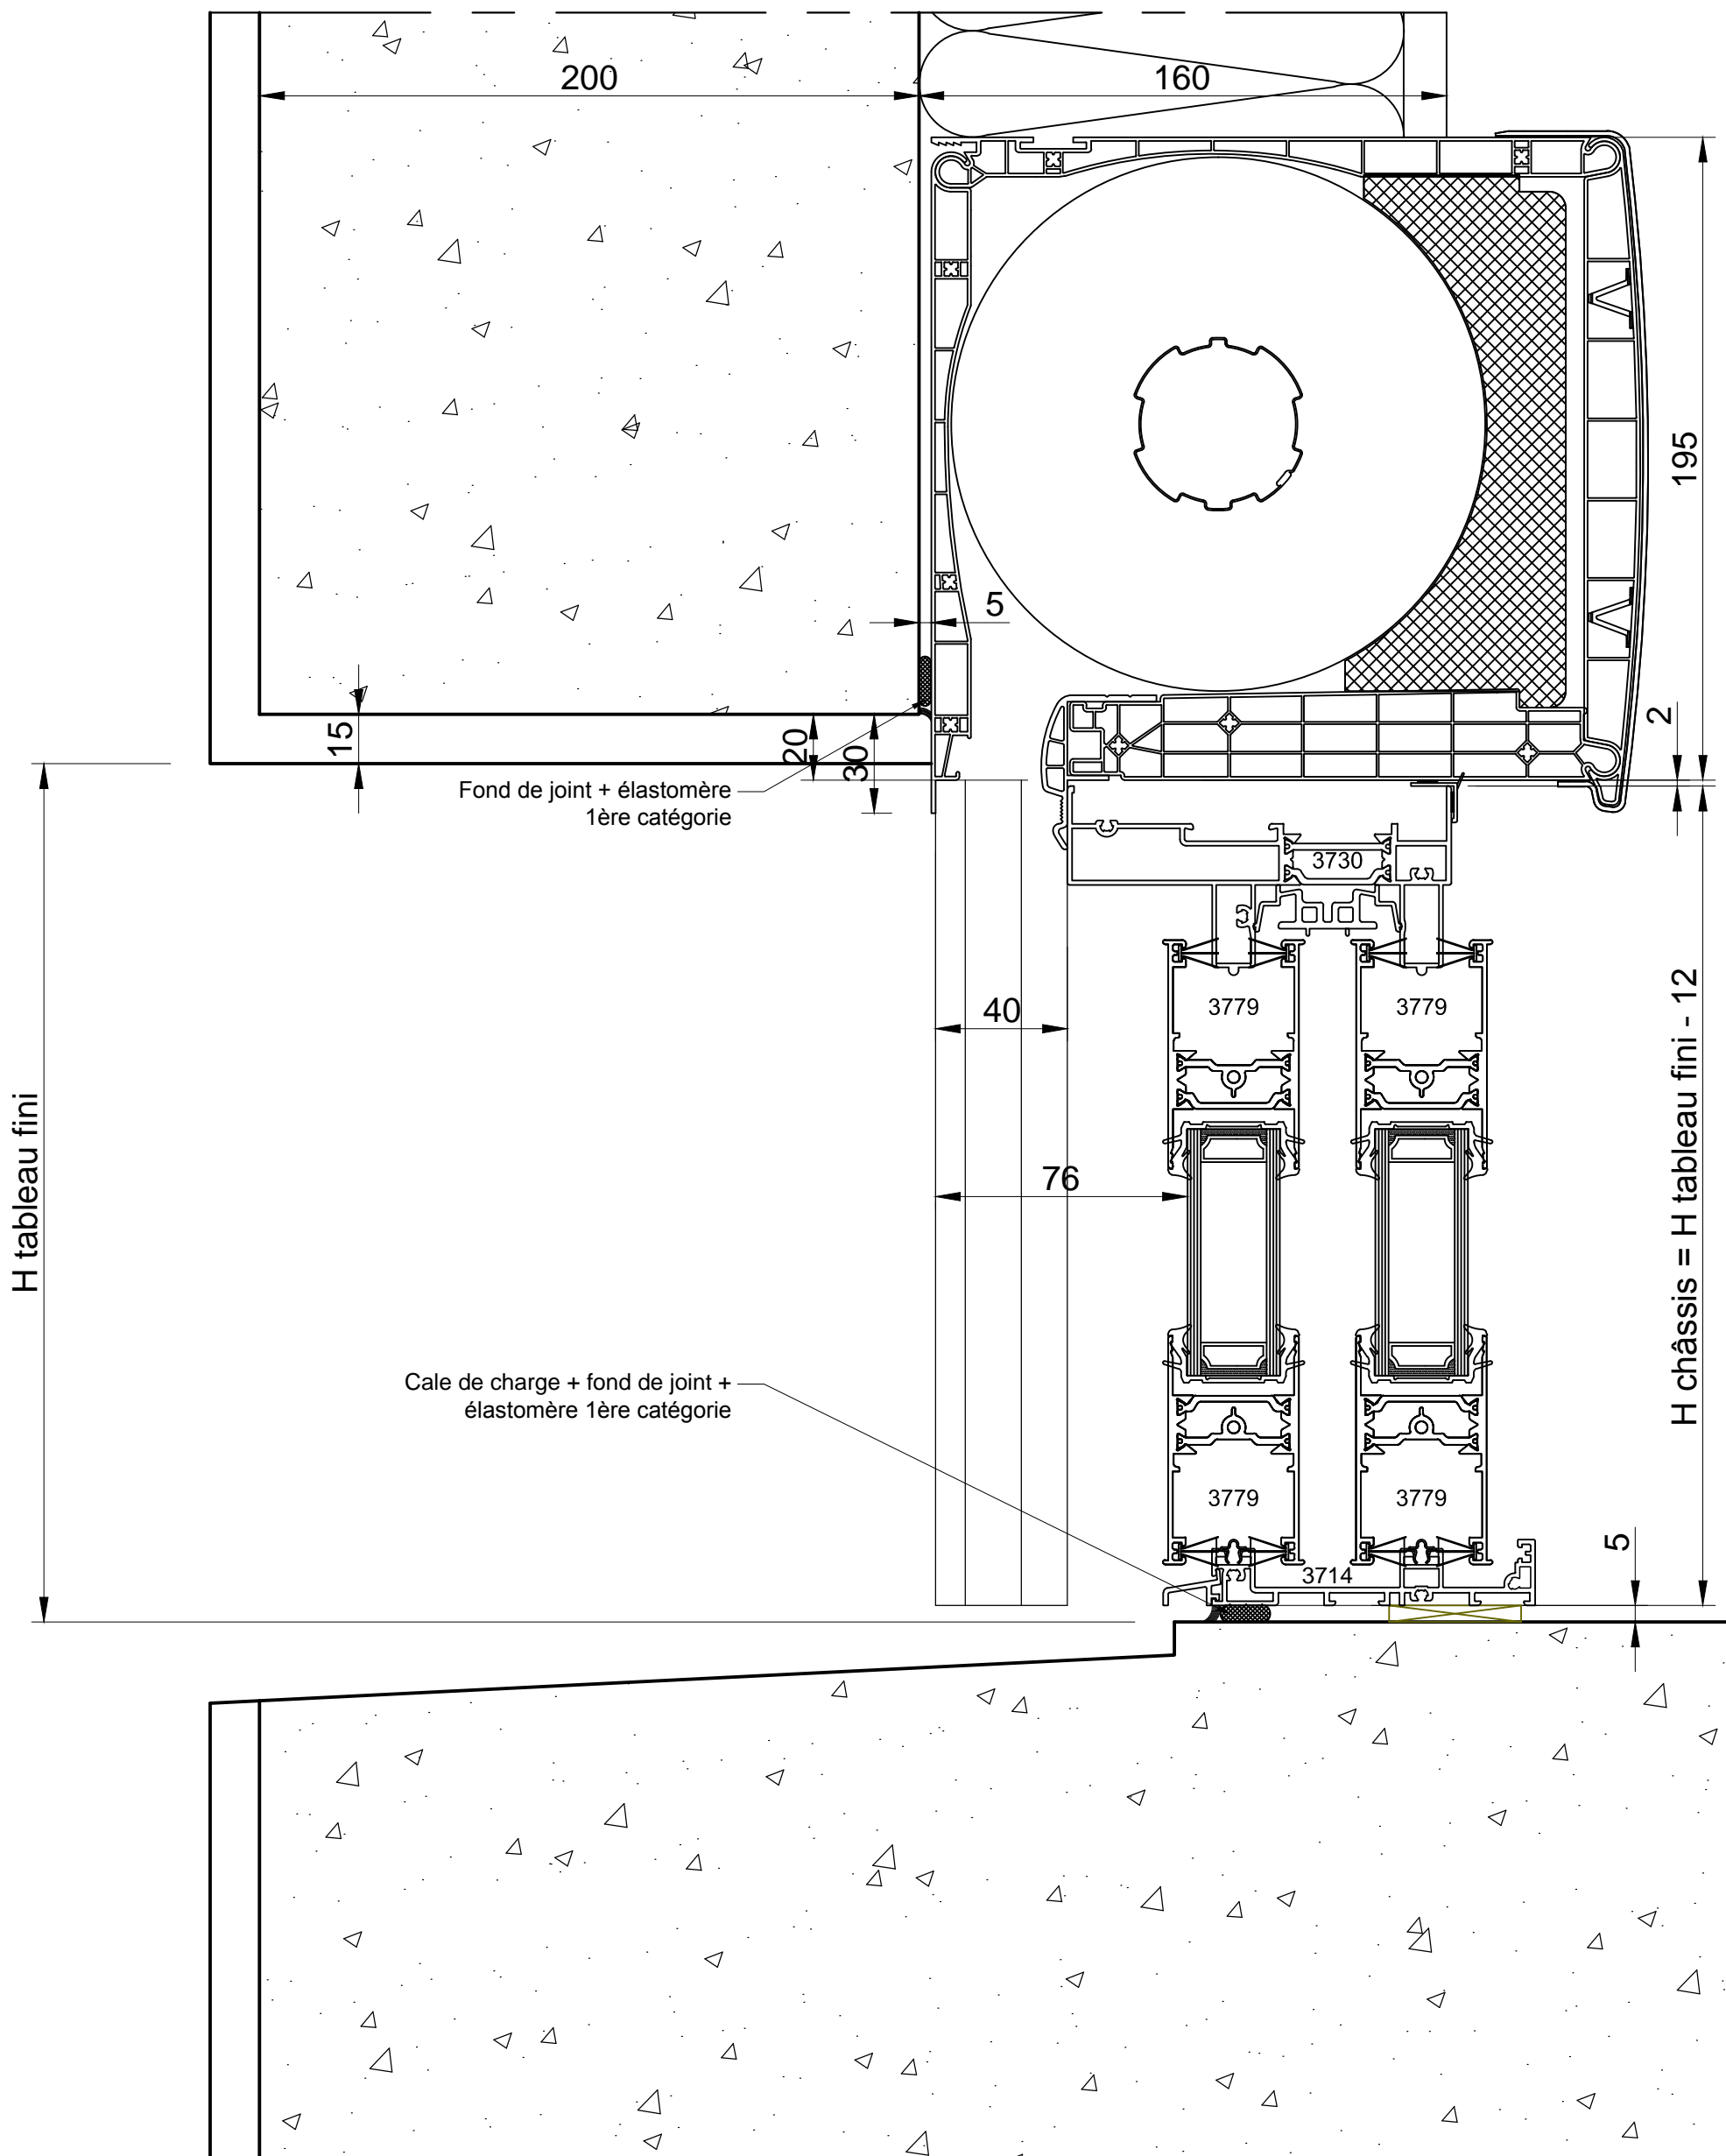 200
160
195
5
15
20
30
2
Fond de joint + élastomère
1ère catégorie
3730
3779
3779
40
H châssis = H tableau fini - 12
H tableau fini
76
Cale de charge + fond de joint +
élastomère 1ère catégorie
3779
3779
5
3714